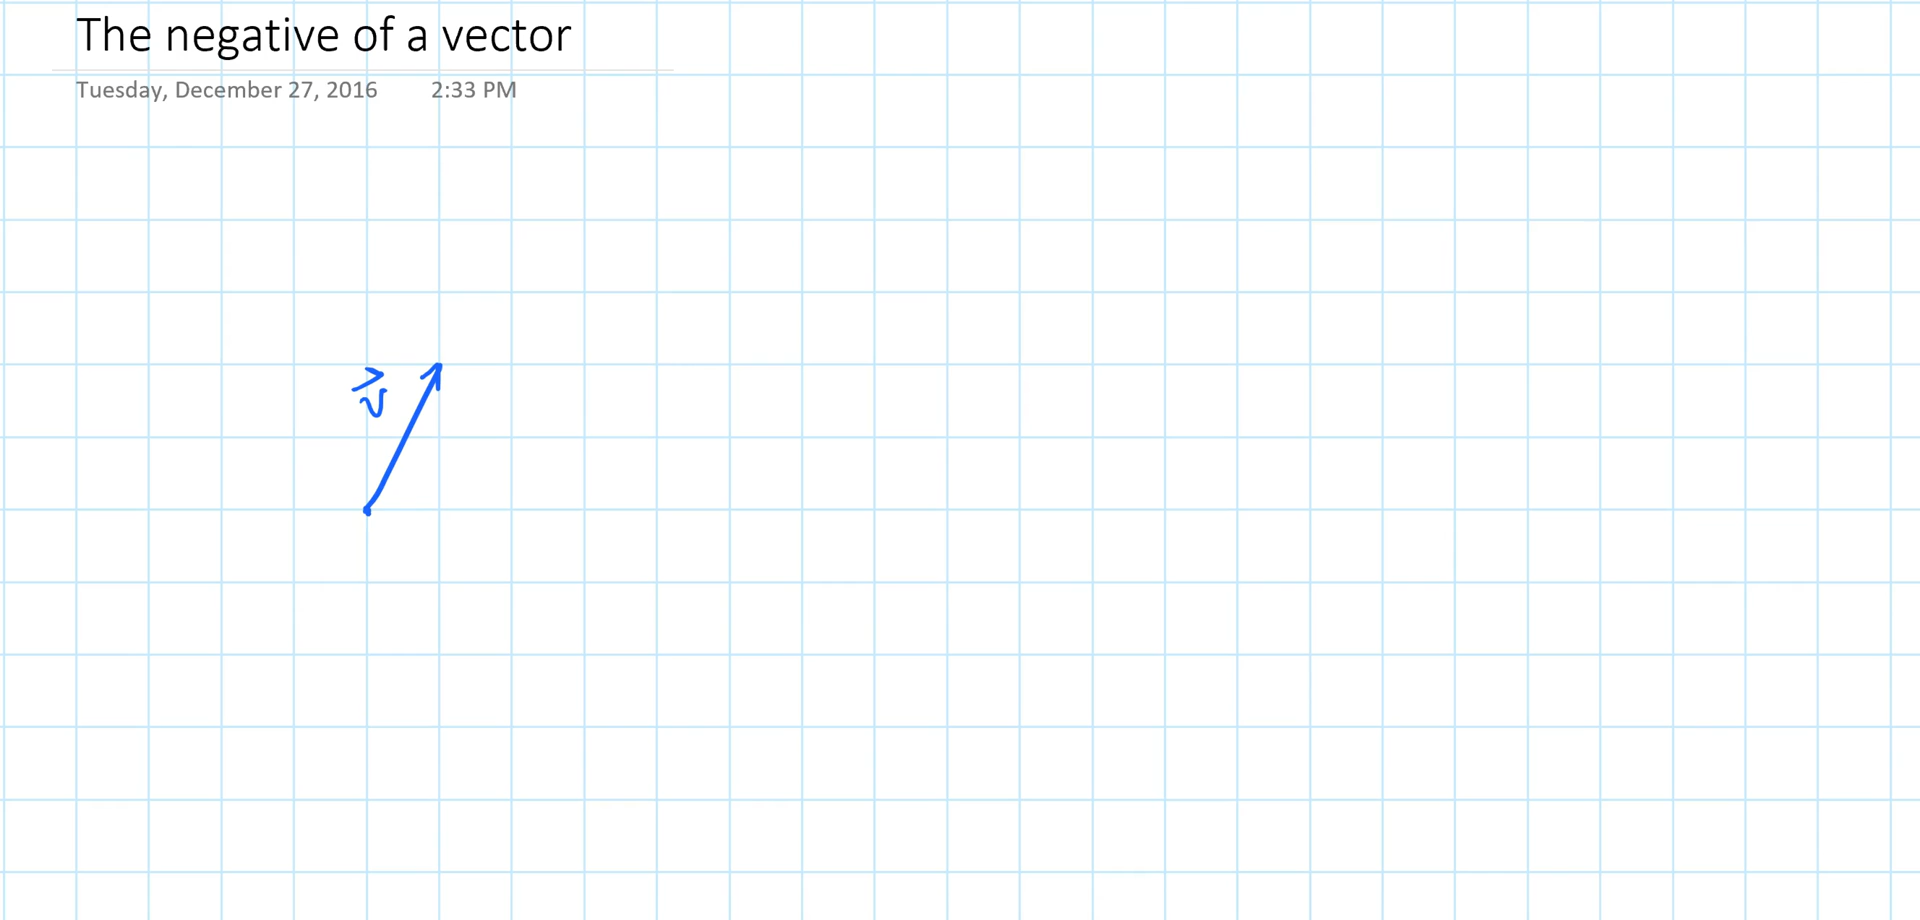 The negative of a vector
Tuesday, December 27, 2016 2:33 PM
v⃗